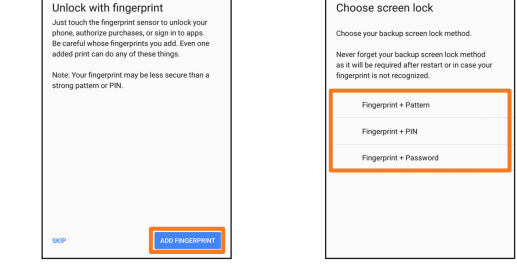 Unlock with fingerprint
Just touch the fingerprint sensor to unlock your
phone, authorize purchases, or sign in to apps.
Be careful whose fingerprints you add. Even one
added print can do any of these things.
Note: Your fingerprint may be less secure than a
strong pattern or PIN.
SKIP
ADD FINGERPRINT
Choose screen lock
Choose your backup screen lock method.
Never forget your backup screen lock method
as it will be required after restart or in case your
fingerprint is not recognized.
Fingerprint + Pattern
Fingerprint + PIN
Fingerprint + Password